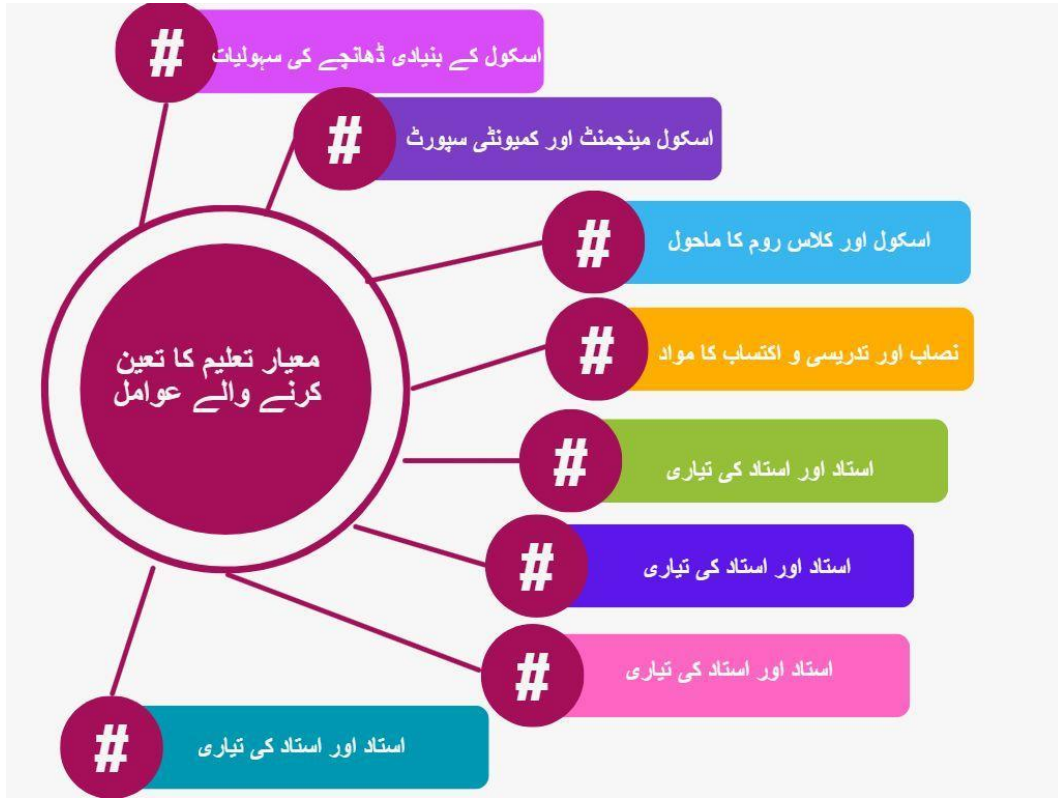 # اسکول کے بنیادی ڈھانچے کی سہولیات
# اسکول مینجمنٹ اور کمیونٹی سپورٹ
# اسکول اور کلاس روم کا ماحول
# نصاب اور تدریسی و اکتساب کا مواد
معیار تعلیم کا تعین
کرنے والے عوامل
# استاد اور استاد کی تیاری
# استاد اور استاد کی تیاری
# استاد اور استاد کی تیاری
# استاد اور استاد کی تیاری